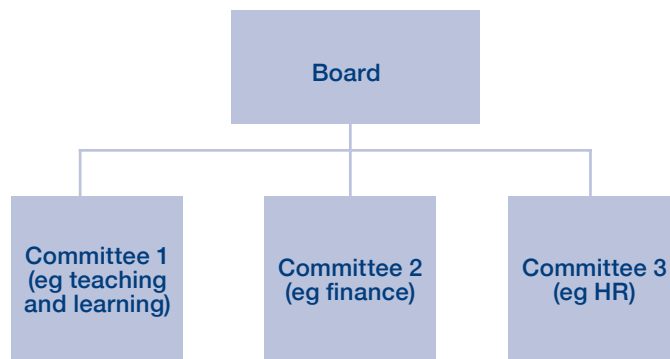 Board
Committee 1
(eg teaching
and learning)
Committee 2
(eg finance)
Committee 3
(eg HR)